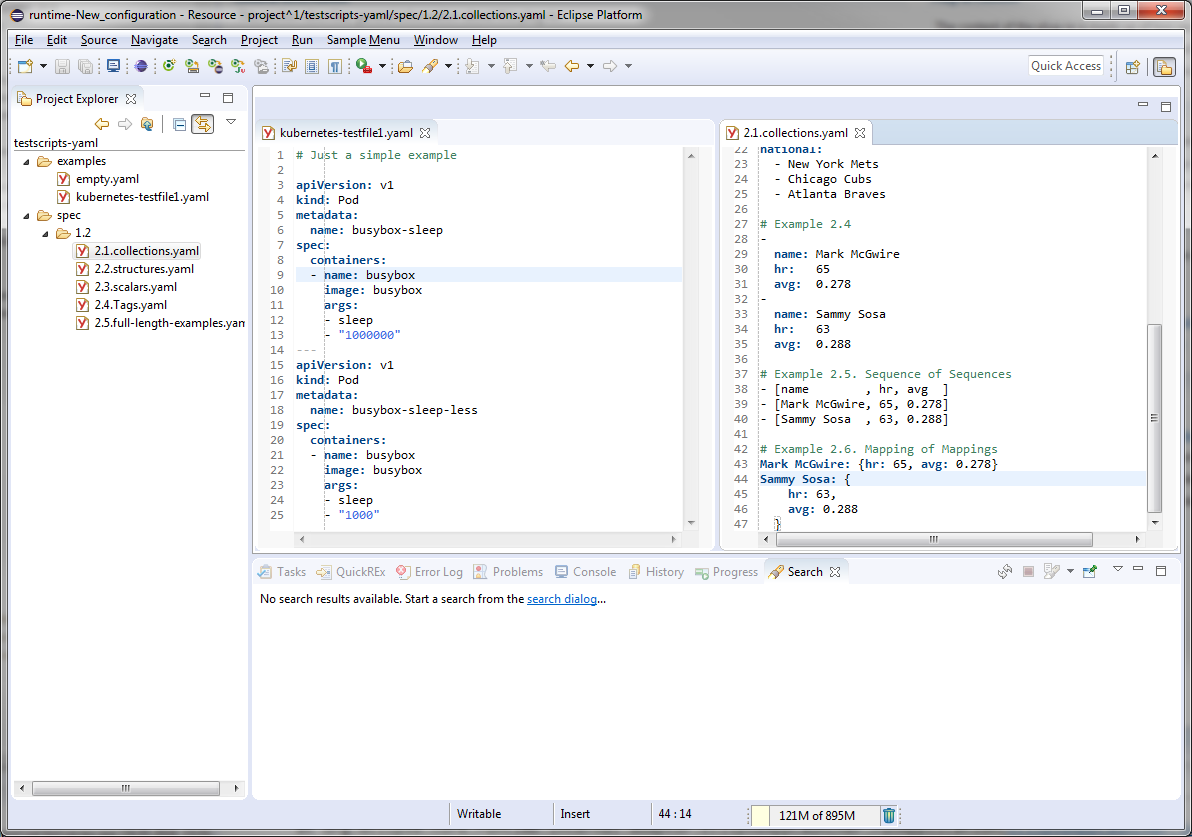 runtime-New_configuration - Resource - project^1/testscripts-yaml/spec/1.2/2.1.collections.yaml - Eclipse Platform
File Edit Source Navigate Search Project Run Sample Menu Window Help
Quick Access
Project Explorer
testscripts-yaml
examples
empty.yaml
kubernetes-testfile1.yaml
spec
1.2
2.1.collections.yaml
2.2.structures.yaml
2.3.scalars.yaml
2.4.Tags.yaml
2.5.full-length-examples.yam
kubernetes-testfile1.yaml
1 # Just a simple example
2
3 apiVersion: v1
4 kind: Pod
5 metadata:
6   name: busybox-sleep
7 spec:
8   containers:
9   - name: busybox
10     image: busybox
11     args:
12     - sleep
13     - "1000000"
14 ---
15 apiVersion: v1
16 kind: Pod
17 metadata:
18   name: busybox-sleep-less
19 spec:
20   containers:
21   - name: busybox
22     image: busybox
23     args:
24     - sleep
25     - "1000"
2.1.collections.yaml
22 national:
23   - New York Mets
24   - Chicago Cubs
25   - Atlanta Braves
26
27 # Example 2.4
28 -
29   name: Mark McGwire
30   hr:   65
31   avg:  0.278
32 -
33   name: Sammy Sosa
34   hr:   63
35   avg:  0.288
36
37 # Example 2.5. Sequence of Sequences
38 - [name        , hr, avg  ]
39 - [Mark McGwire, 65, 0.278]
40 - [Sammy Sosa  , 63, 0.288]
41
42 # Example 2.6. Mapping of Mappings
43 Mark McGwire: {hr: 65, avg: 0.278}
44 Sammy Sosa: {
45     hr: 63,
46     avg: 0.288
47   }
Tasks QuickREx Error Log Problems Console History Progress Search
No search results available. Start a search from the search dialog...
Writable Insert 44 : 14 121M of 895M